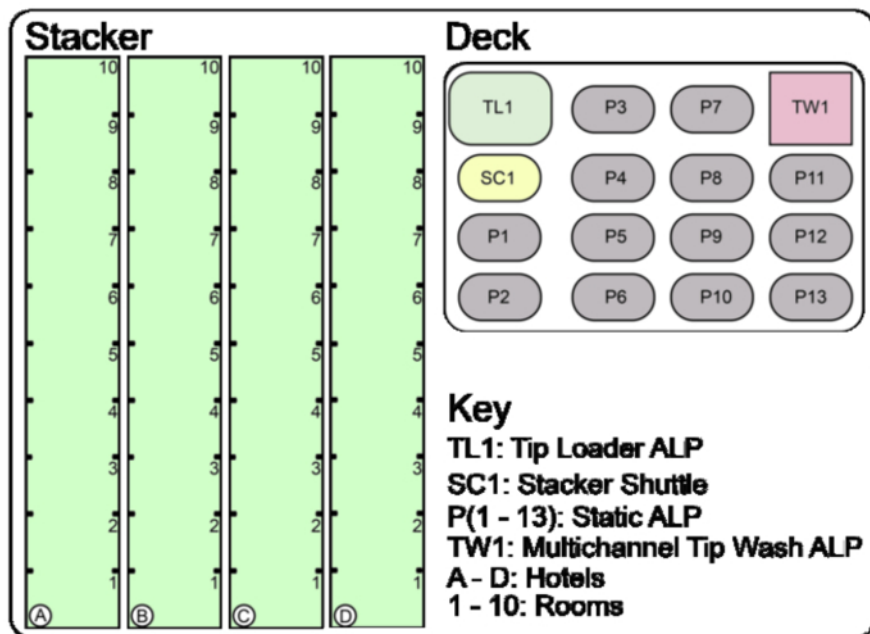 Stacker
10 10 10 10
9 9 9 9
8 8 8 8
7 7 7 7
6 6 6 6
5 5 5 5
4 4 4 4
3 3 3 3
2 2 2 2
1 1 1 1
A B C D
Deck
TL1 P3 P7 TW1
SC1 P4 P8 P11
P1 P5 P9 P12
P2 P6 P10 P13
Key
TL1: Tip Loader ALP
SC1: Stacker Shuttle
P(1 - 13): Static ALP
TW1: Multichannel Tip Wash ALP
A - D: Hotels
1 - 10: Rooms